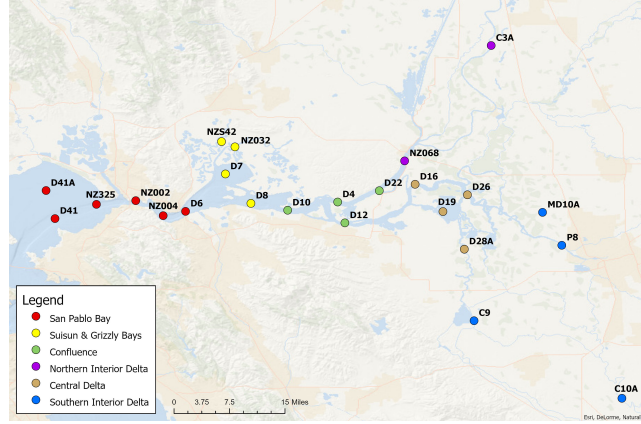 C3A
NZS42
NZ032
NZ068
D7
D16
D41A
D22
D26
NZ002
NZ325
D4
D8
D6
D10
MD10A
D41
NZ004
D12
D19
P8
D28A
Legend
San Pablo Bay
Suisun & Grizzly Bays
Confluence
Northern Interior Delta
Central Delta
Southern Interior Delta
C9
C10A
0 3.75 7.5 15 Miles
Esri, DeLorme, Natural